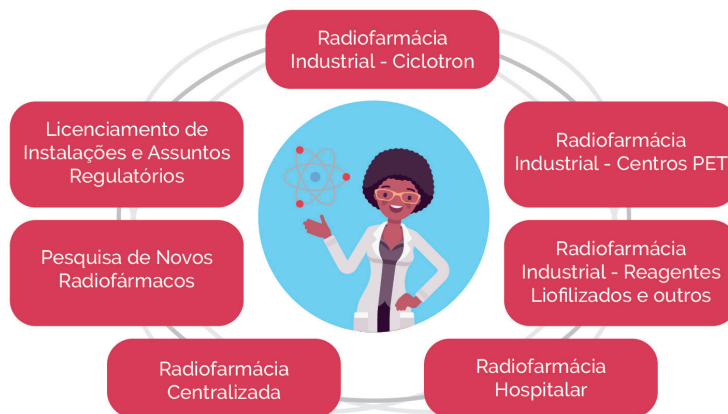 Radiofarmácia
Industrial - Ciclotron
Licenciamento de
Instalações e Assuntos
Regulatórios
Radiofarmácia
Industrial - Centros PET
Pesquisa de Novos
Radiofármacos
Radiofarmácia
Industrial - Reagentes
Liofilizados e outros
Radiofarmácia
Centralizada
Radiofarmácia
Hospitalar